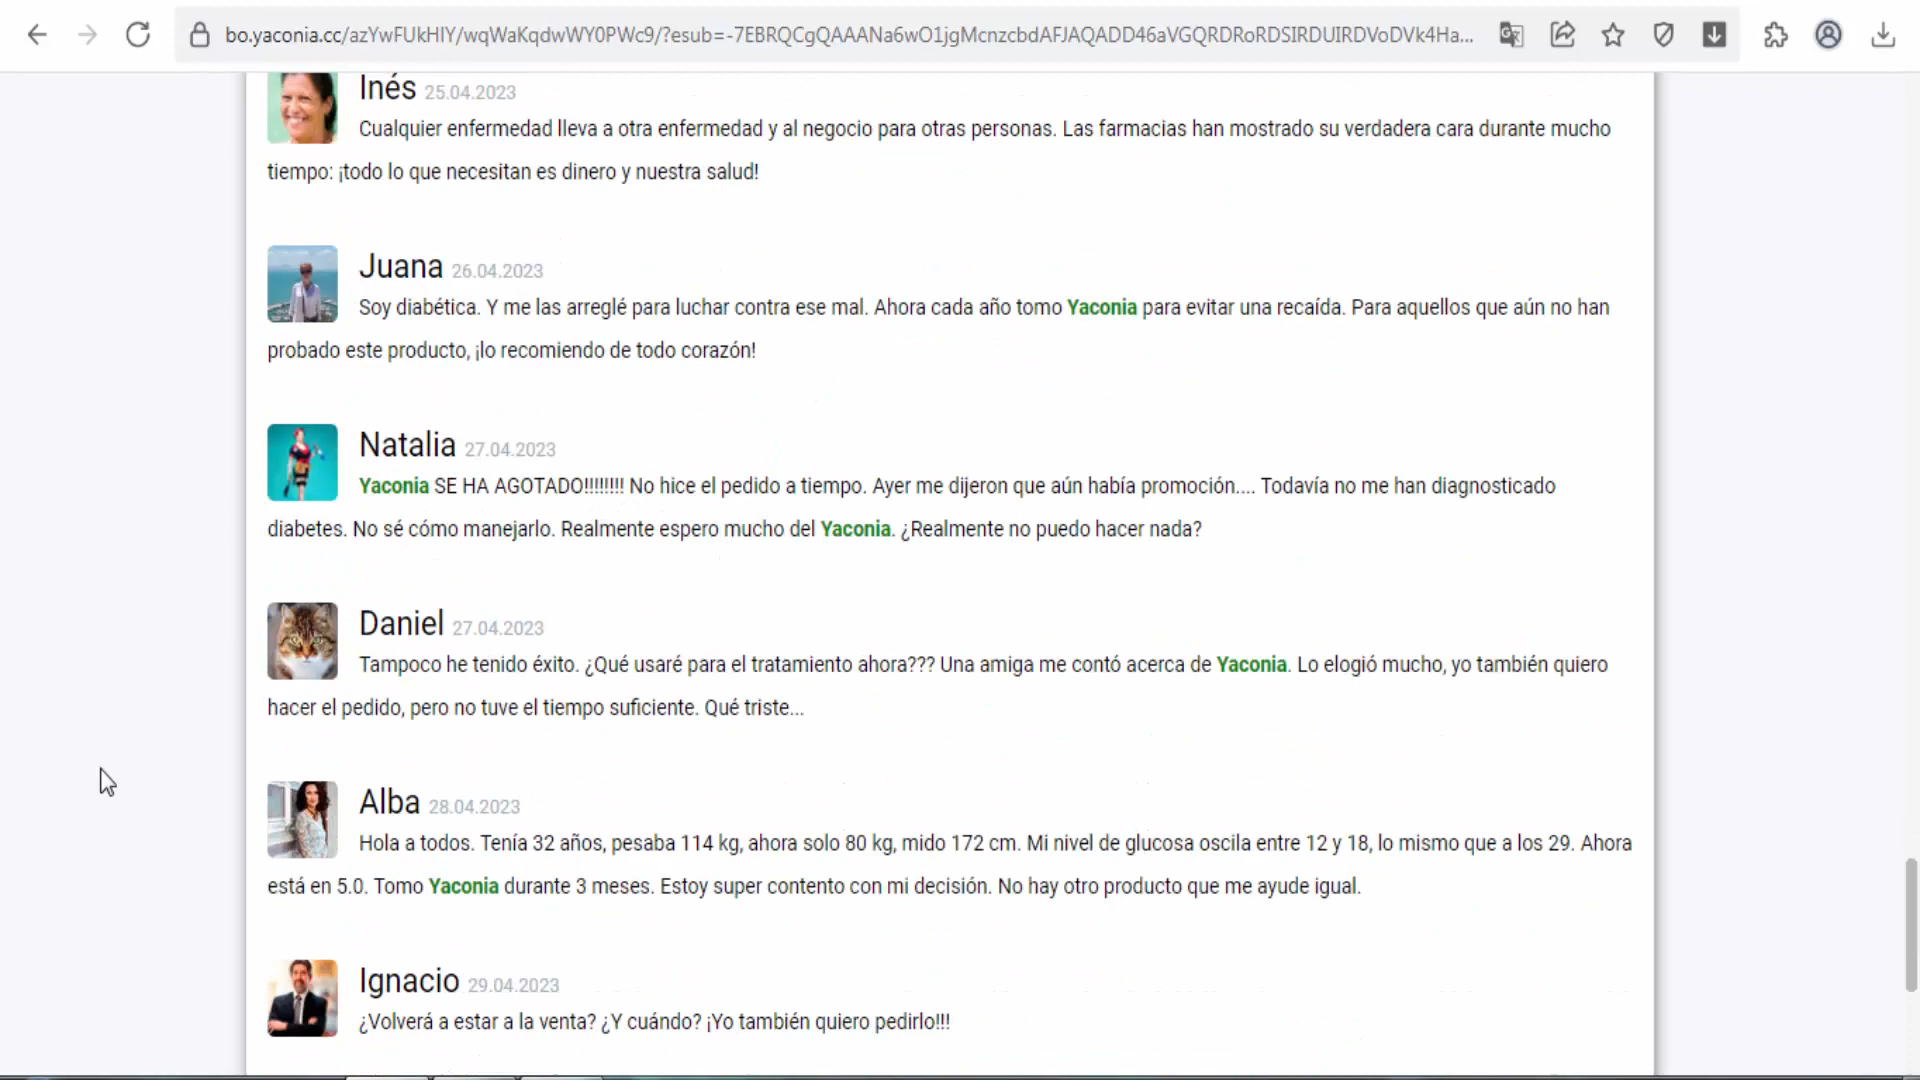 bo.yaconia.cc/azYwFUkHIY/wqWaKqdwWY0PWc9/?esub=-7EBRQCgQAAANa6wO1jgMcnzcbdAFJAQADD46aVGQRDRoRDSIRDUIRDVoDVk4Ha...
Inés 25.04.2023
Cualquier enfermedad lleva a otra enfermedad y al negocio para otras personas. Las farmacias han mostrado su verdadera cara durante mucho
tiempo: ¡todo lo que necesitan es dinero y nuestra salud!
Juana 26.04.2023
Soy diabética. Y me las arreglé para luchar contra ese mal. Ahora cada año tomo Yaconia para evitar una recaída. Para aquellos que aún no han
probado este producto, ¡lo recomiendo de todo corazón!
Natalia 27.04.2023
Yaconia SE HA AGOTADO!!!!!!!! No hice el pedido a tiempo. Ayer me dijeron que aún había promoción.... Todavía no me han diagnosticado
diabetes. No sé cómo manejarlo. Realmente espero mucho del Yaconia. ¿Realmente no puedo hacer nada?
Daniel 27.04.2023
Tampoco he tenido éxito. ¿Qué usaré para el tratamiento ahora??? Una amiga me contó acerca de Yaconia. Lo elogió mucho, yo también quiero
hacer el pedido, pero no tuve el tiempo suficiente. Qué triste...
Alba 28.04.2023
Hola a todos. Tenía 32 años, pesaba 114 kg, ahora solo 80 kg, mido 172 cm. Mi nivel de glucosa oscila entre 12 y 18, lo mismo que a los 29. Ahora
está en 5.0. Tomo Yaconia durante 3 meses. Estoy super contento con mi decisión. No hay otro producto que me ayude igual.
Ignacio 29.04.2023
¿Volverá a estar a la venta? ¿Y cuándo? ¡Yo también quiero pedirlo!!!